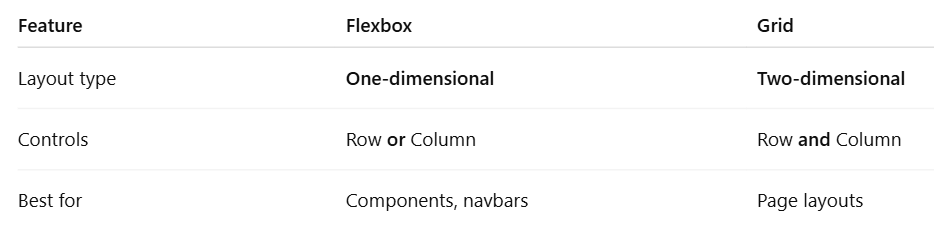 Feature Flexbox Grid
Layout type One-dimensional Two-dimensional
Controls Row or Column Row and Column
Best for Components, navbars Page layouts